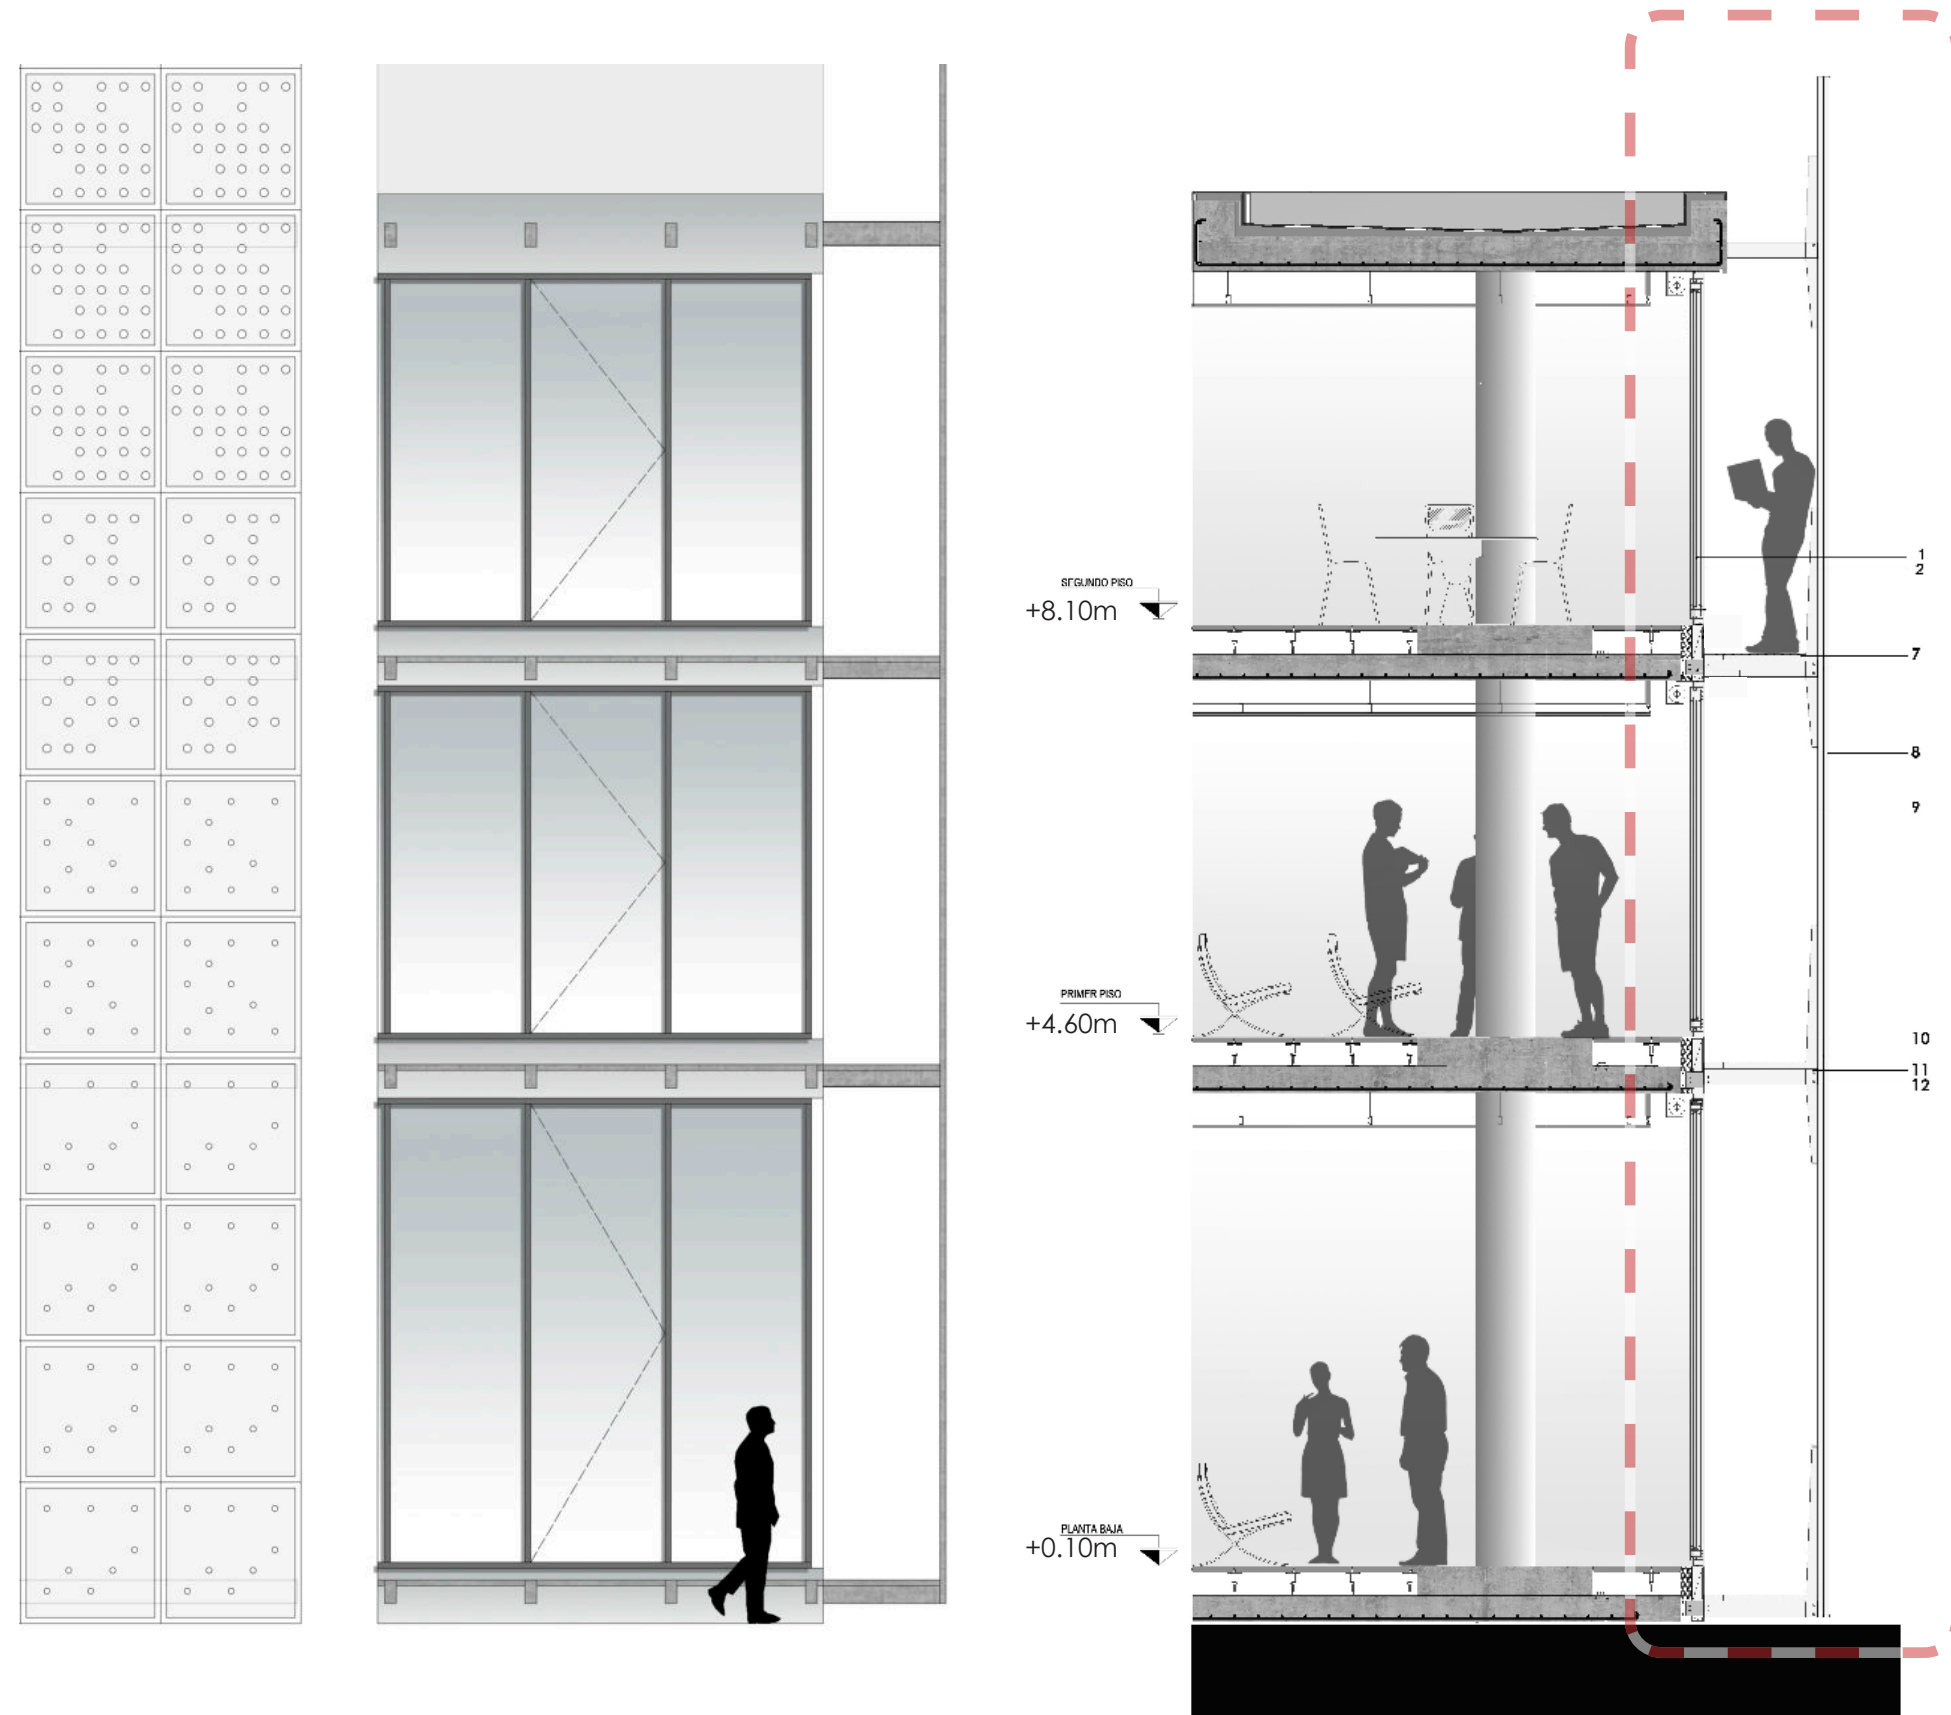 1
2
SEGUNDO PISO
+8.10m
7
8
9
PRIMER PISO
+4.60m
10
11
12
PLANTA BAJA
+0.10m